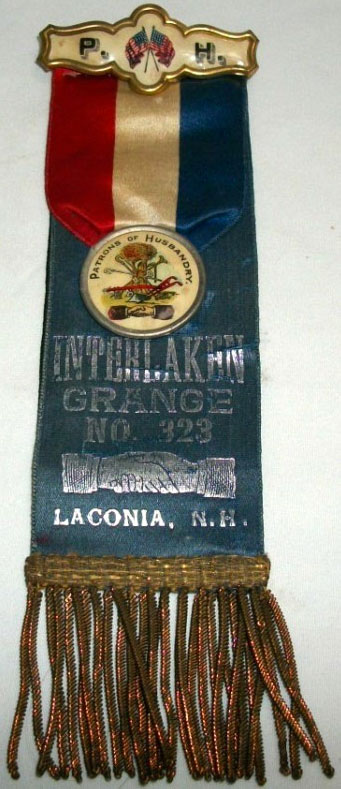 P. H.
PATRONS OF HUSBANDRY.
INTERLAKEN
GRANGE
NO. 323
LACONIA, N.H.